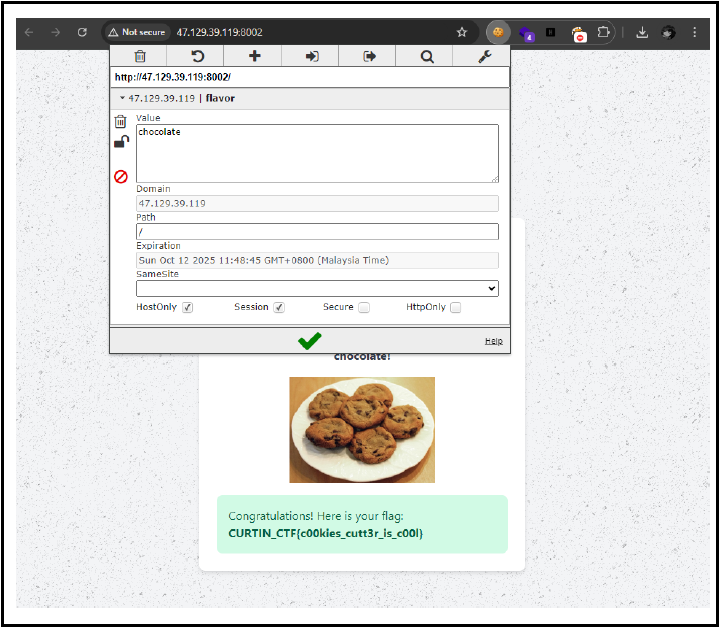 Not secure
47.129.39.119:8002
4
http://47.129.39.119:8002/
47.129.39.119 | flavor
Value
chocolate
Domain
47.129.39.119
Path
/
Expiration
Sun Oct 12 2025 11:48:45 GMT+0800 (Malaysia Time)
SameSite
HostOnly Session Secure HttpOnly
Help
chocolate!
Congratulations! Here is your flag:
CURTIN_CTF{c00kies_cutt3r_is_c00l}